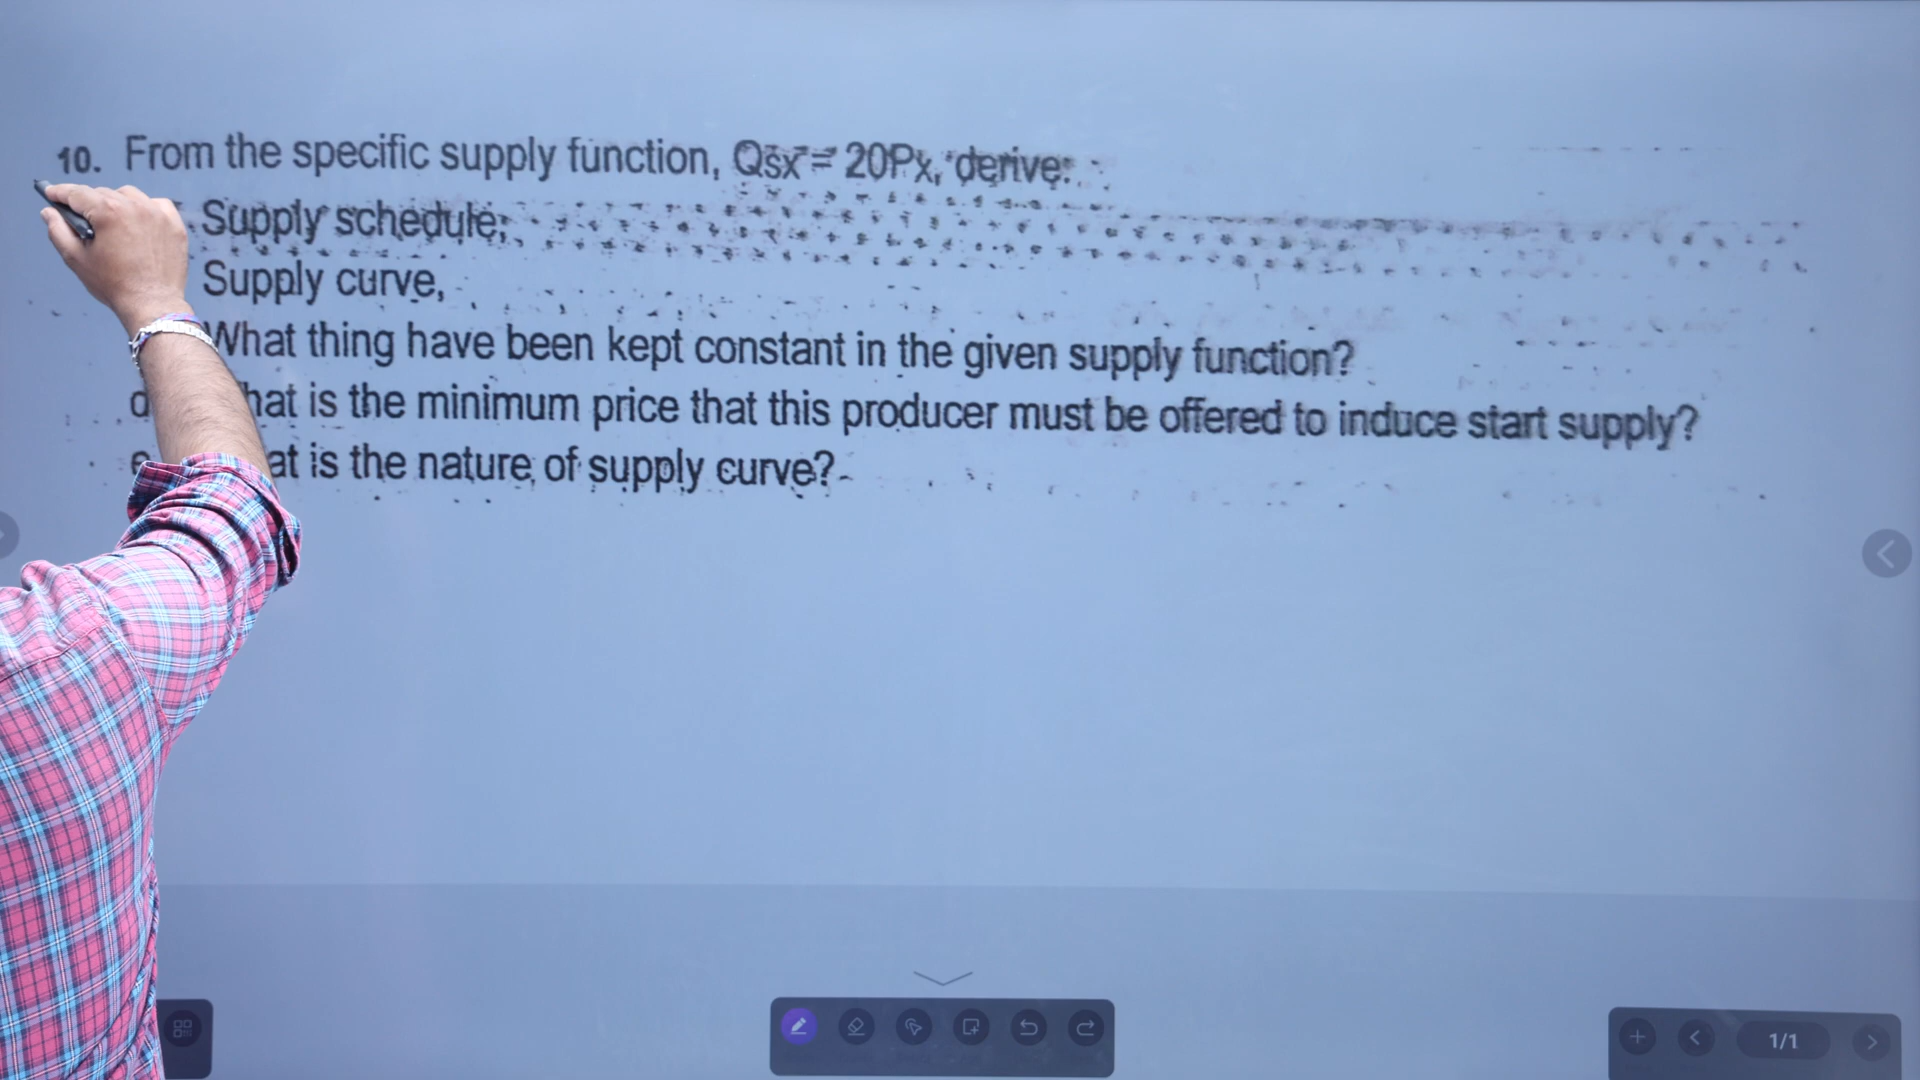 10. From the specific supply function, Qsx = 20Px, derive:
Supply schedule,
Supply curve,
What thing have been kept constant in the given supply function?
d hat is the minimum price that this producer must be offered to induce start supply?
e at is the nature of supply curve?
1/1